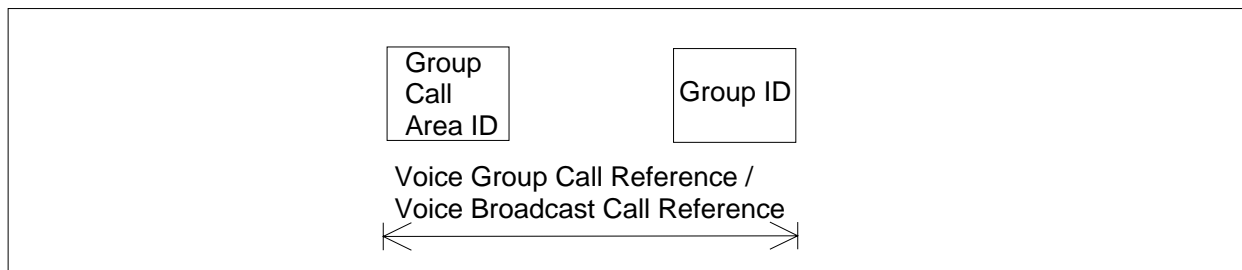 Group
Call
Area ID
Group ID
Voice Group Call Reference /
Voice Broadcast Call Reference